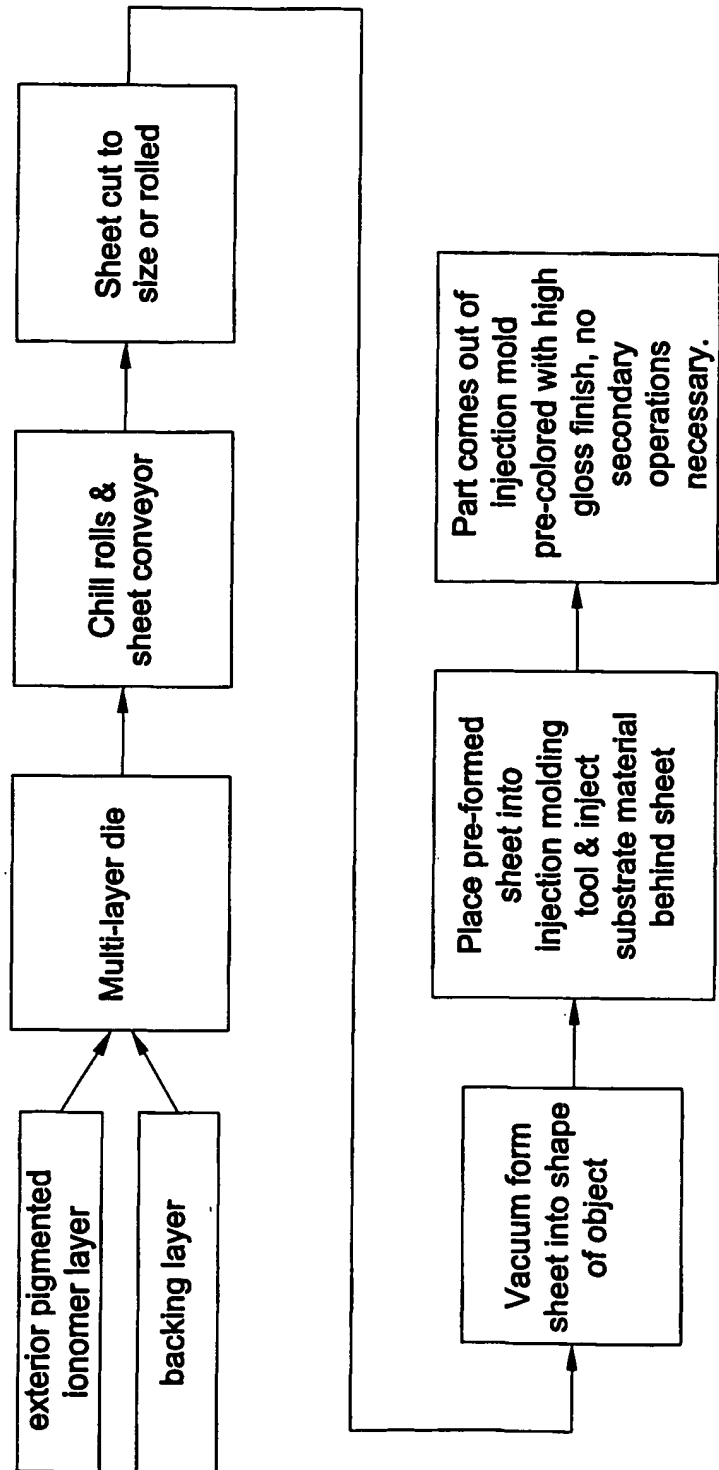 exterior pigmented
ionomer layer
backing layer
Multi-layer die
Chill rolls &
sheet conveyor
Sheet cut to
size or rolled
Vacuum form
sheet into shape
of object
Place pre-formed
sheet into
injection molding
tool & inject
substrate material
behind sheet
Part comes out of
injection mold
pre-colored with high
gloss finish, no
secondary
operations
necessary.